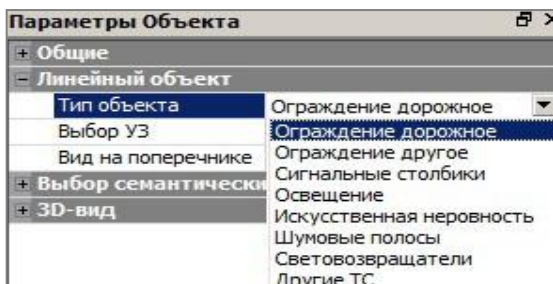 Параметры Объекта
Общие
Линейный объект
Тип объекта Ограждение дорожное
Выбор УЗ Ограждение дорожное
Вид на поперечнике Ограждение другое
Сигнальные столбики
Выбор семантически
Освещение
3D-вид
Искусственная неровность
Шумовые полосы
Световозвращатели
Другие ТС